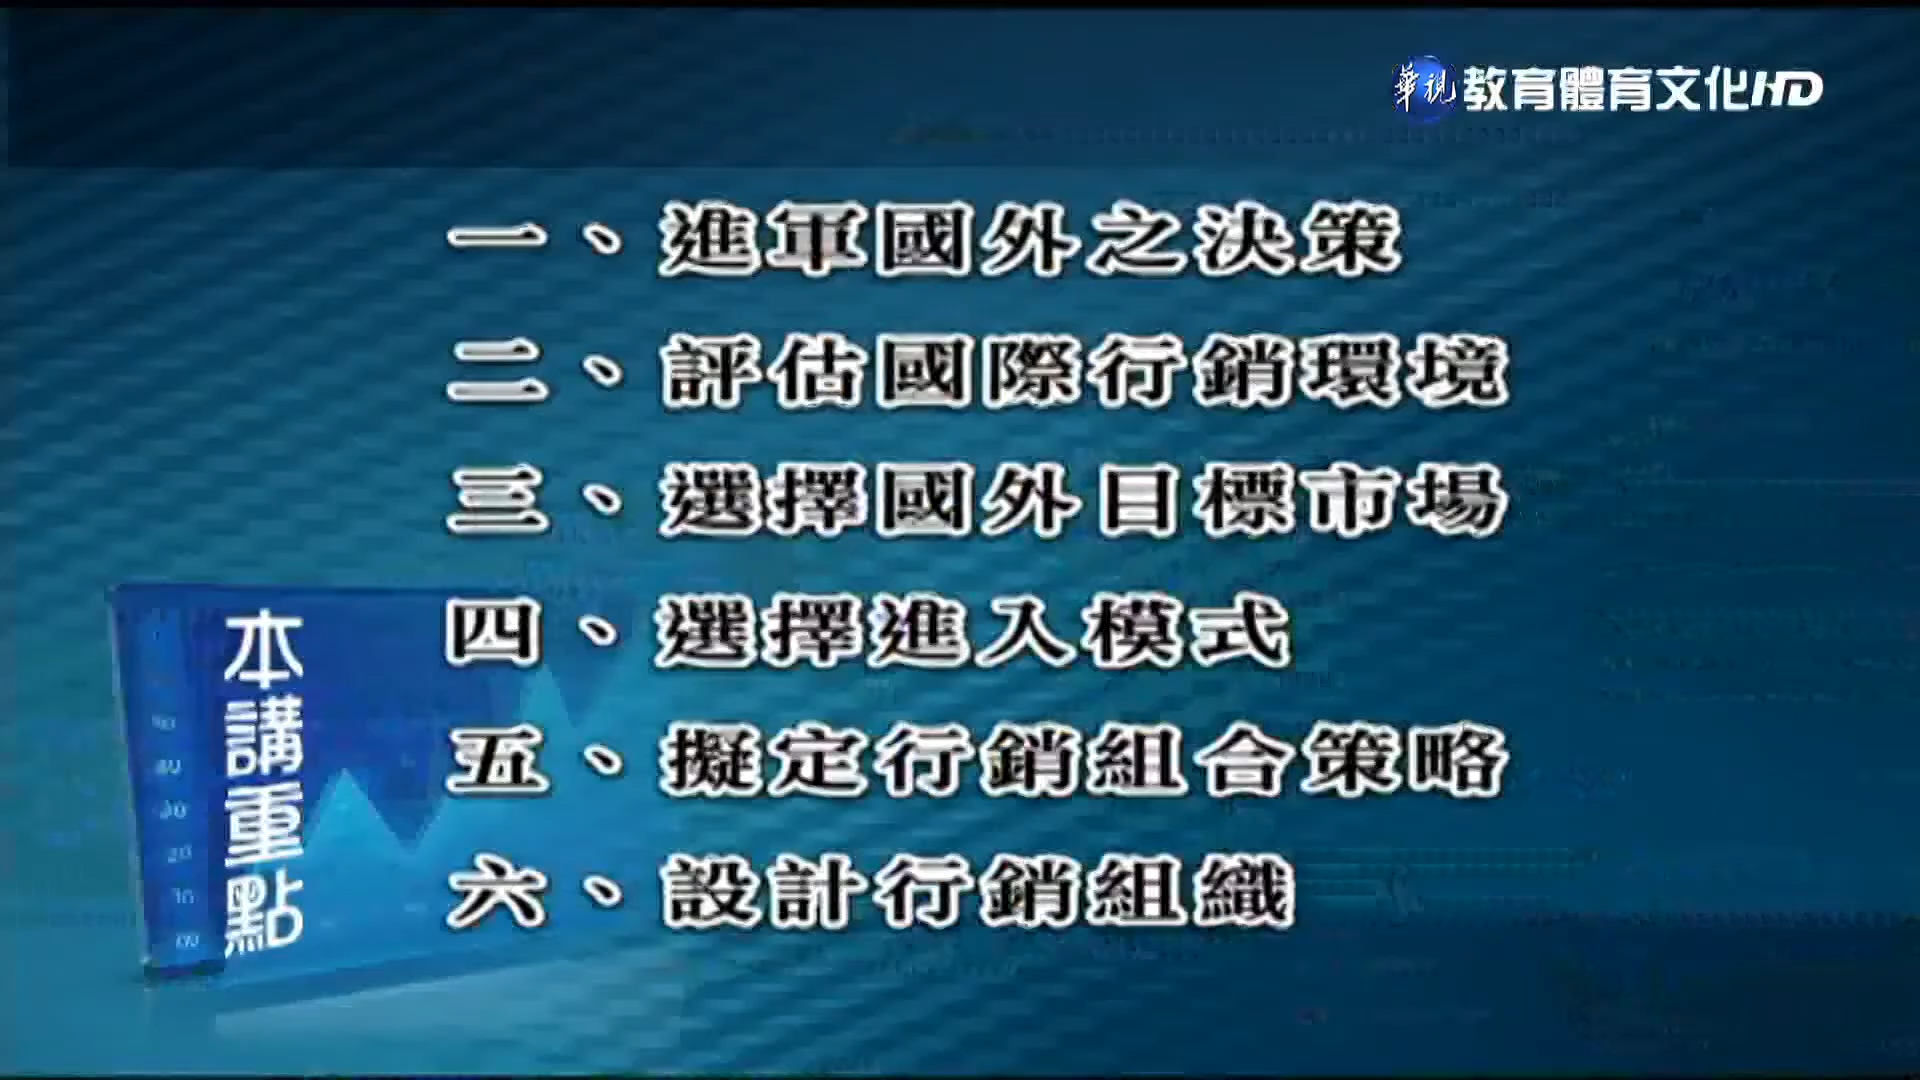 華視 教育體育文化HD
一、進軍國外之決策
二、評估國際行銷環境
三、選擇國外目標市場
四、選擇進入模式
五、擬定行銷組合策略
六、設計行銷組織
本講重點